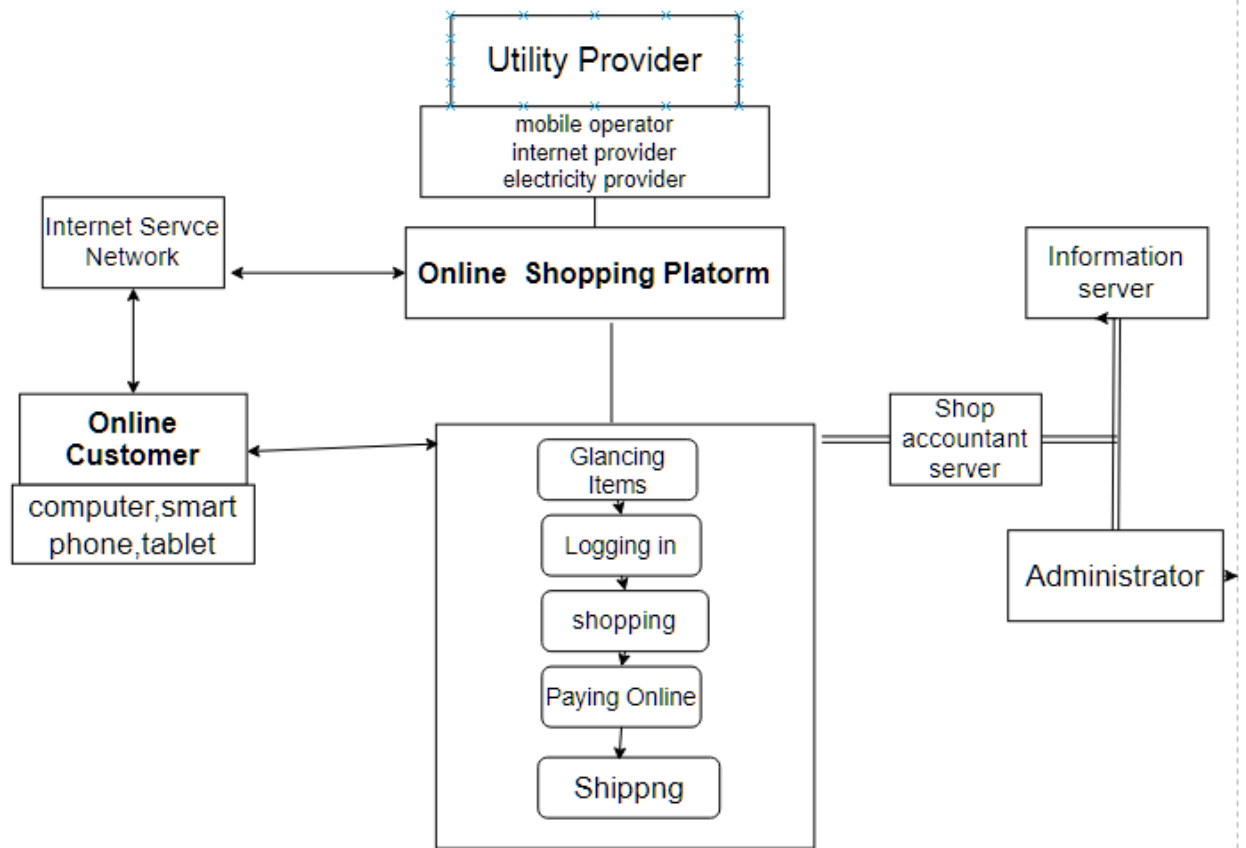 Utility Provider
mobile operator
internet provider
electricity provider
Internet Servce
Network
Online  Shopping Platorm
Information
server
Online
Customer
computer,smart
phone,tablet
Glancing
Items
Logging in
shopping
Paying Online
Shippng
Shop
accountant
server
Administrator